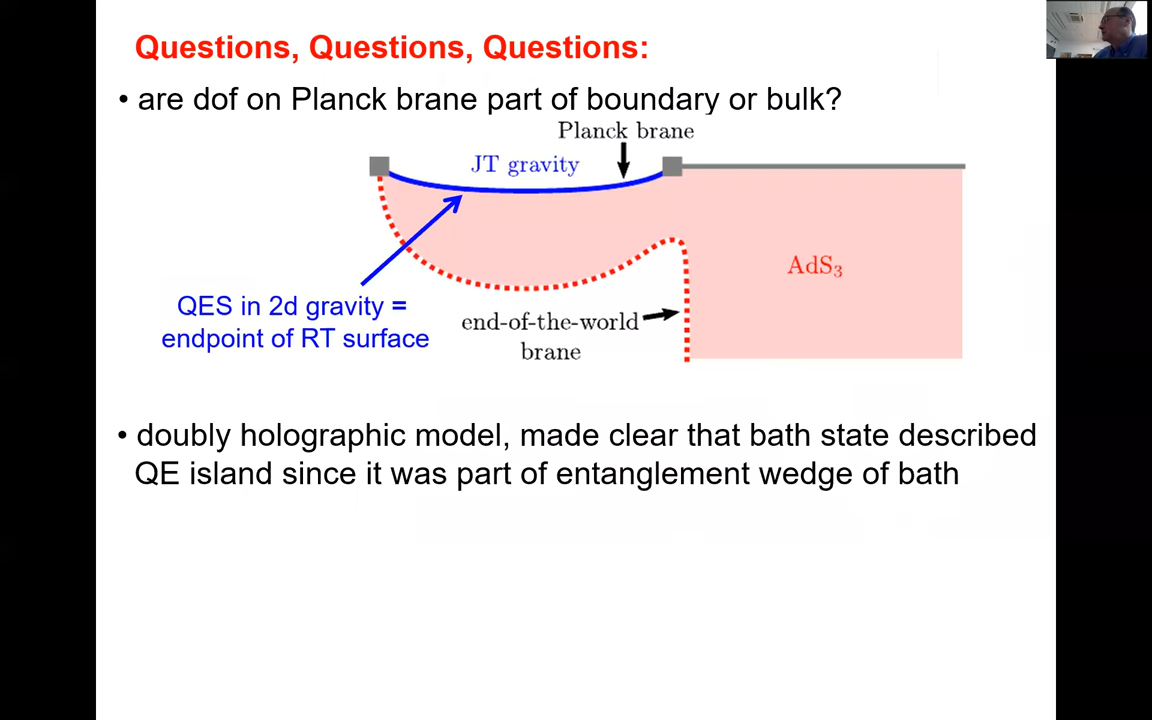 Questions, Questions, Questions:
• are dof on Planck brane part of boundary or bulk?
Planck brane
JT gravity
AdS₃
QES in 2d gravity =
endpoint of RT surface
end-of-the-world
brane
• doubly holographic model, made clear that bath state described
QE island since it was part of entanglement wedge of bath